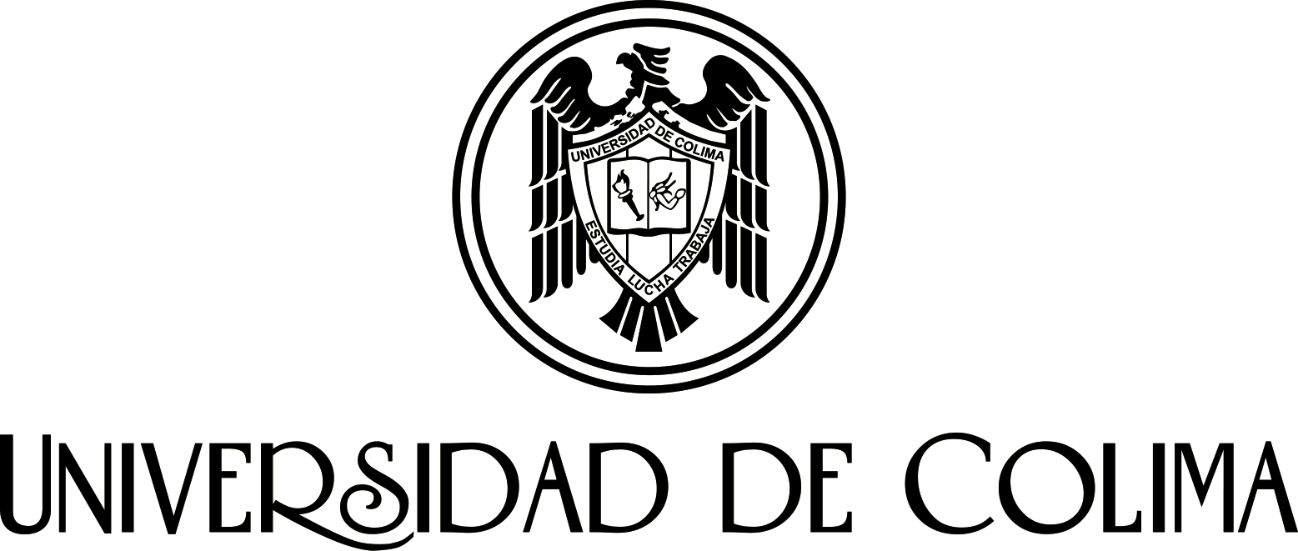 UNIVERSIDAD DE COLIMA
ESTUDIA LUCHA TRABAJA
UNIVERSIDAD DE COLIMA